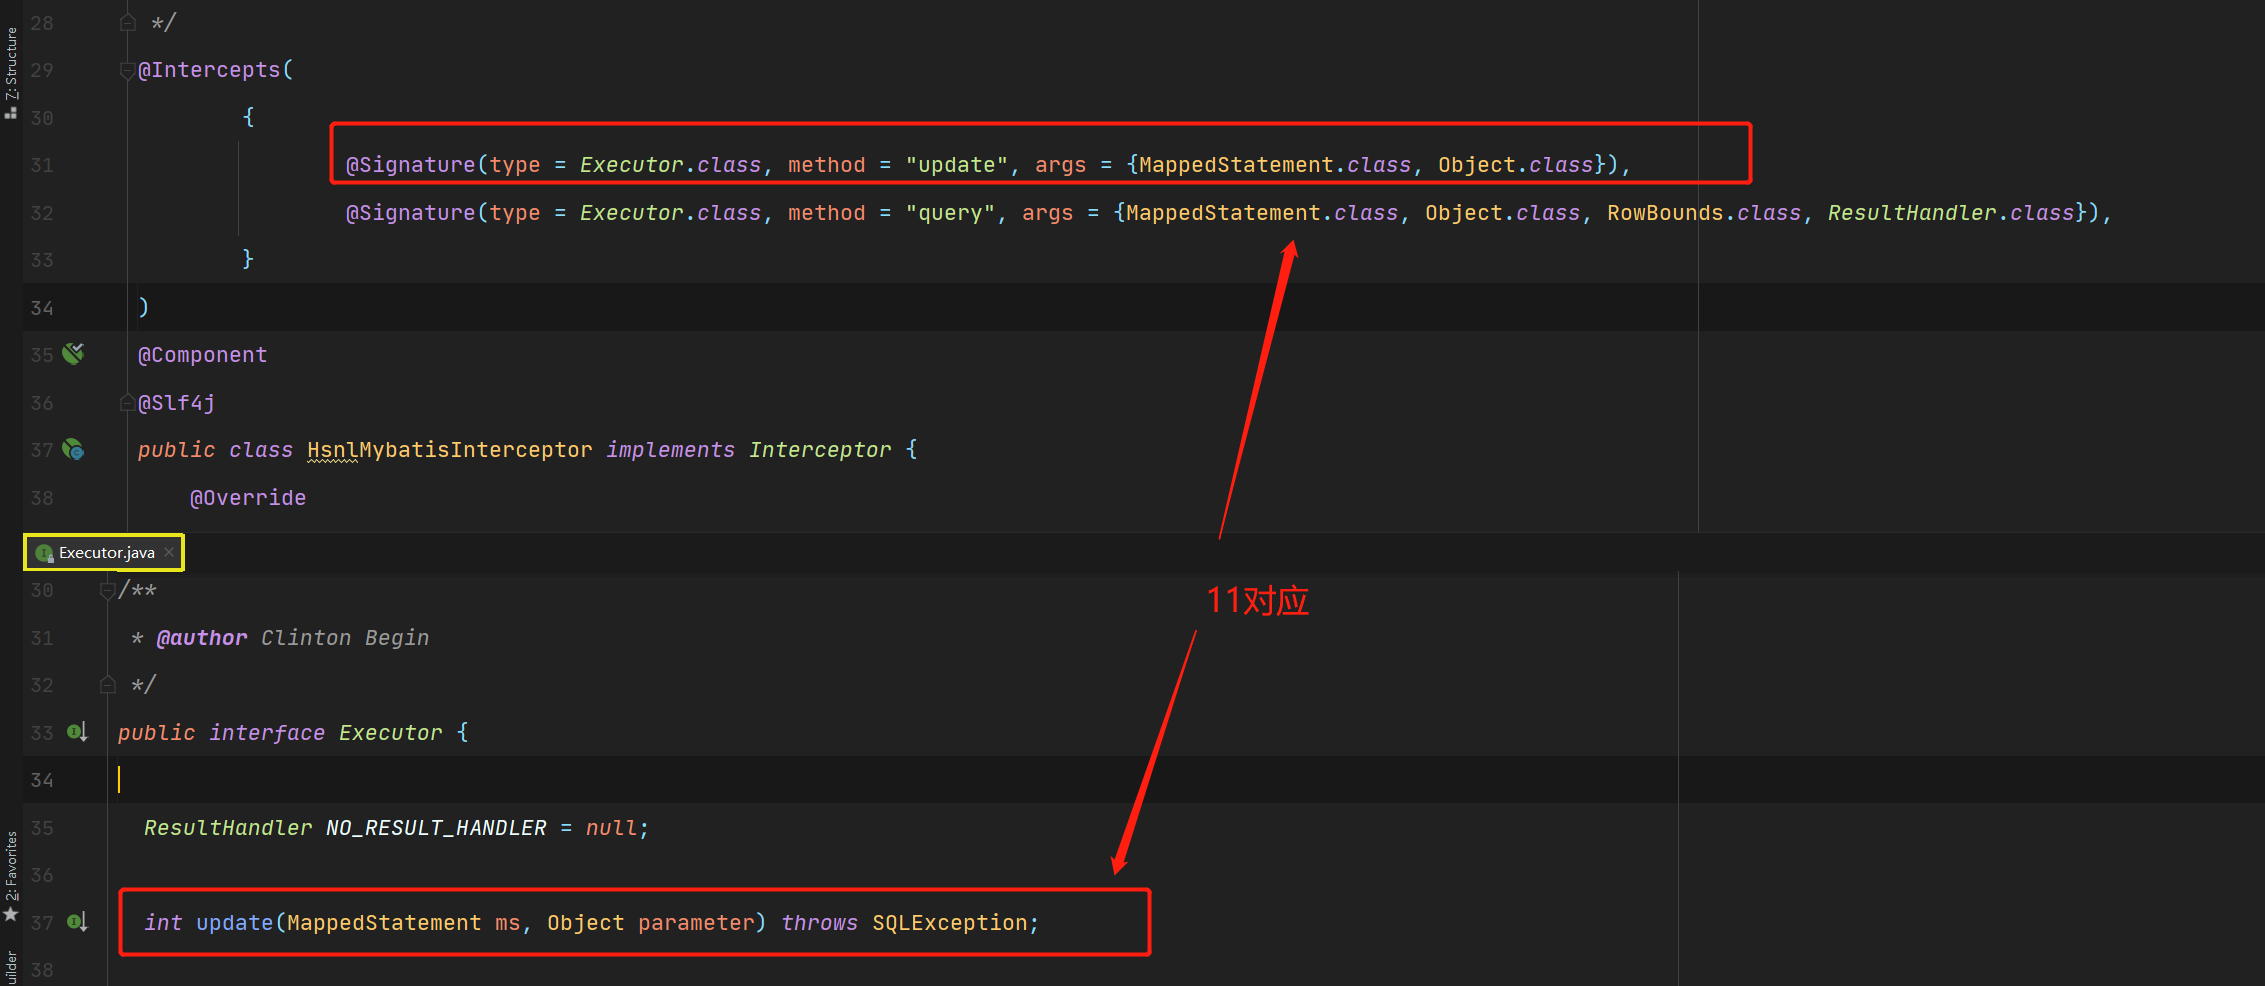 7: Structure
28 */
29 @Intercepts(
30 {
31 @Signature(type = Executor.class, method = "update", args = {MappedStatement.class, Object.class}),
32 @Signature(type = Executor.class, method = "query", args = {MappedStatement.class, Object.class, RowBounds.class, ResultHandler.class}),
33 }
34 )
35 @Component
36 @Slf4j
37 public class HsnlMybatisInterceptor implements Interceptor {
38 @Override
Executor.java
11对应
30 /**
31 * @author Clinton Begin
32 */
33 public interface Executor {
34
35 ResultHandler NO_RESULT_HANDLER = null;
36
37 int update(MappedStatement ms, Object parameter) throws SQLException;
38
2: Favorites
uilder